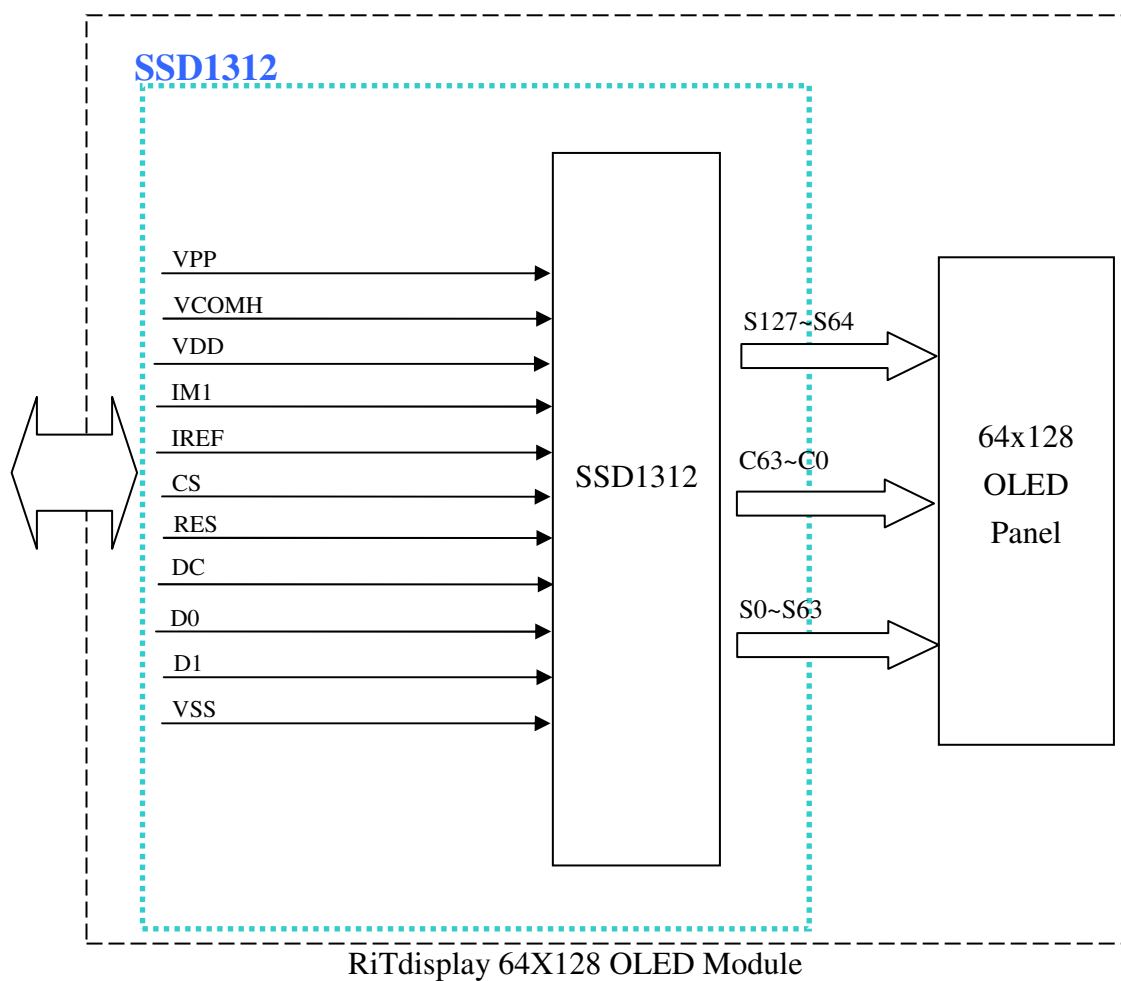 SSD1312
VPP
VCOMH
VDD
IM1
IREF
CS
RES
DC
D0
D1
VSS
SSD1312
S127~S64
C63~C0
S0~S63
64x128
OLED
Panel
RiTdisplay 64X128 OLED Module